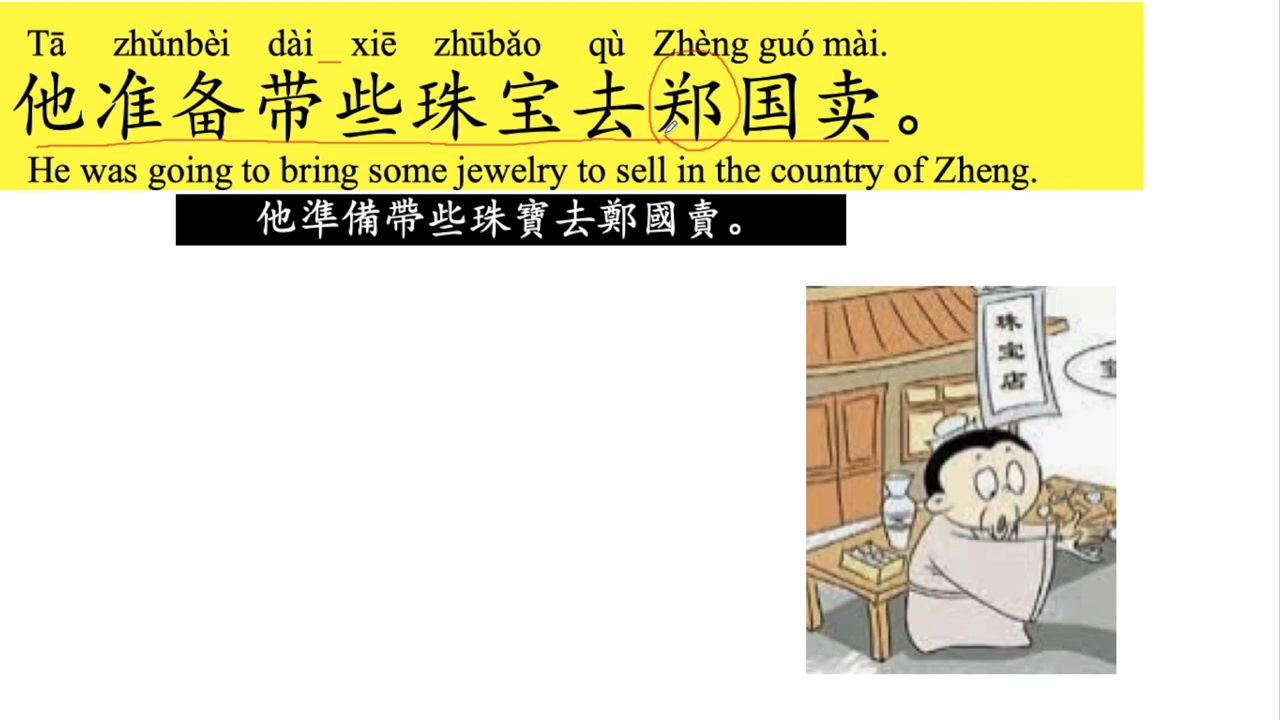 Tā zhǔnbèi dài xiē zhūbǎo qù Zhèng guó mài.
他准备带些珠宝去郑国卖。
He was going to bring some jewelry to sell in the country of Zheng.
他準備帶些珠寶去鄭國賣。
珠宝店